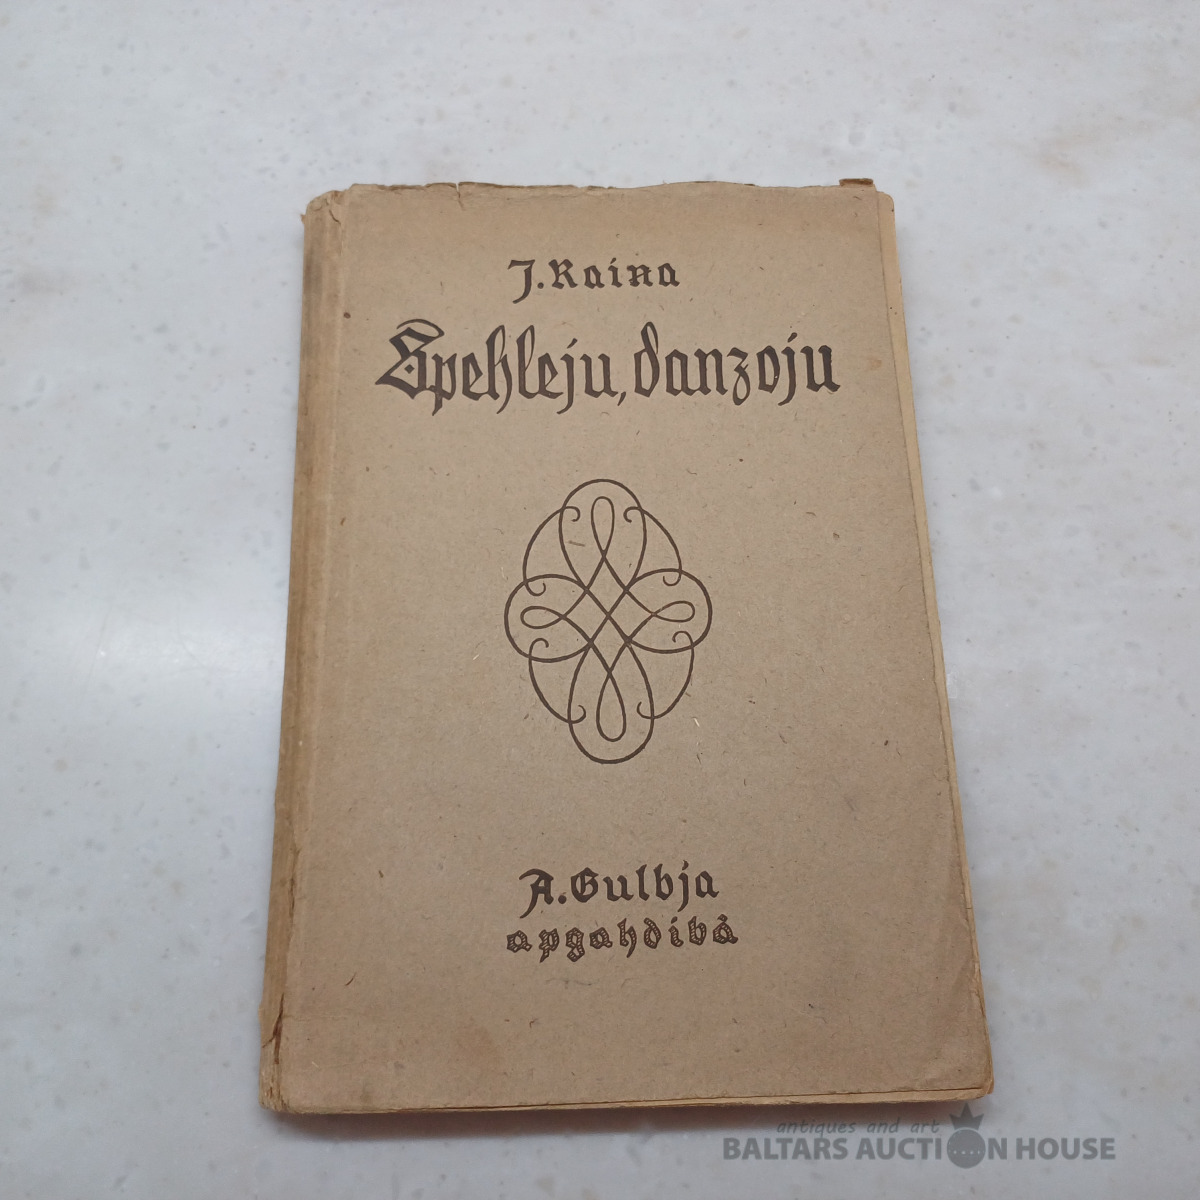 J. Raina
Spehleju, danzoju
A. Gulbja
apgahdibâ
antiques and art
BALTARS AUCTION HOUSE